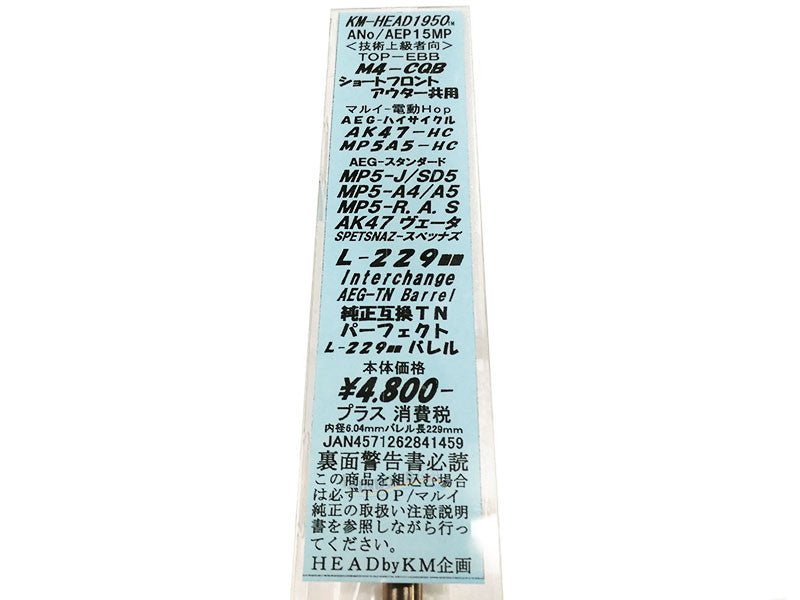 KM-HEAD1950™
ANo/AEP15MP
＜技術上級者向＞
TOP-EBB
M4-CQB
ショートフロント
アウター共用
マルイ-電動Hop
AEG-ハイサイクル
AK47-HC
MP5A5-HC
AEG-スタンダード
MP5-J/SD5
MP5-A4/A5
MP5-R.A.S
AK47 ヴェータ
SPETSNAZ-スペッナズ
L-229mm
Interchange
AEG-TN Barrel
純正互換TN
パーフェクト
L-229mm バレル
本体価格
¥4,800-
プラス 消費税
内径6.04mmバレル長229mm
JAN4571262841459
裏面警告書必読
この商品を組込む場合
は必ずTOP/マルイ
純正の取扱い注意説明
書を参照しながら行っ
てください。
HEADbyKM企画